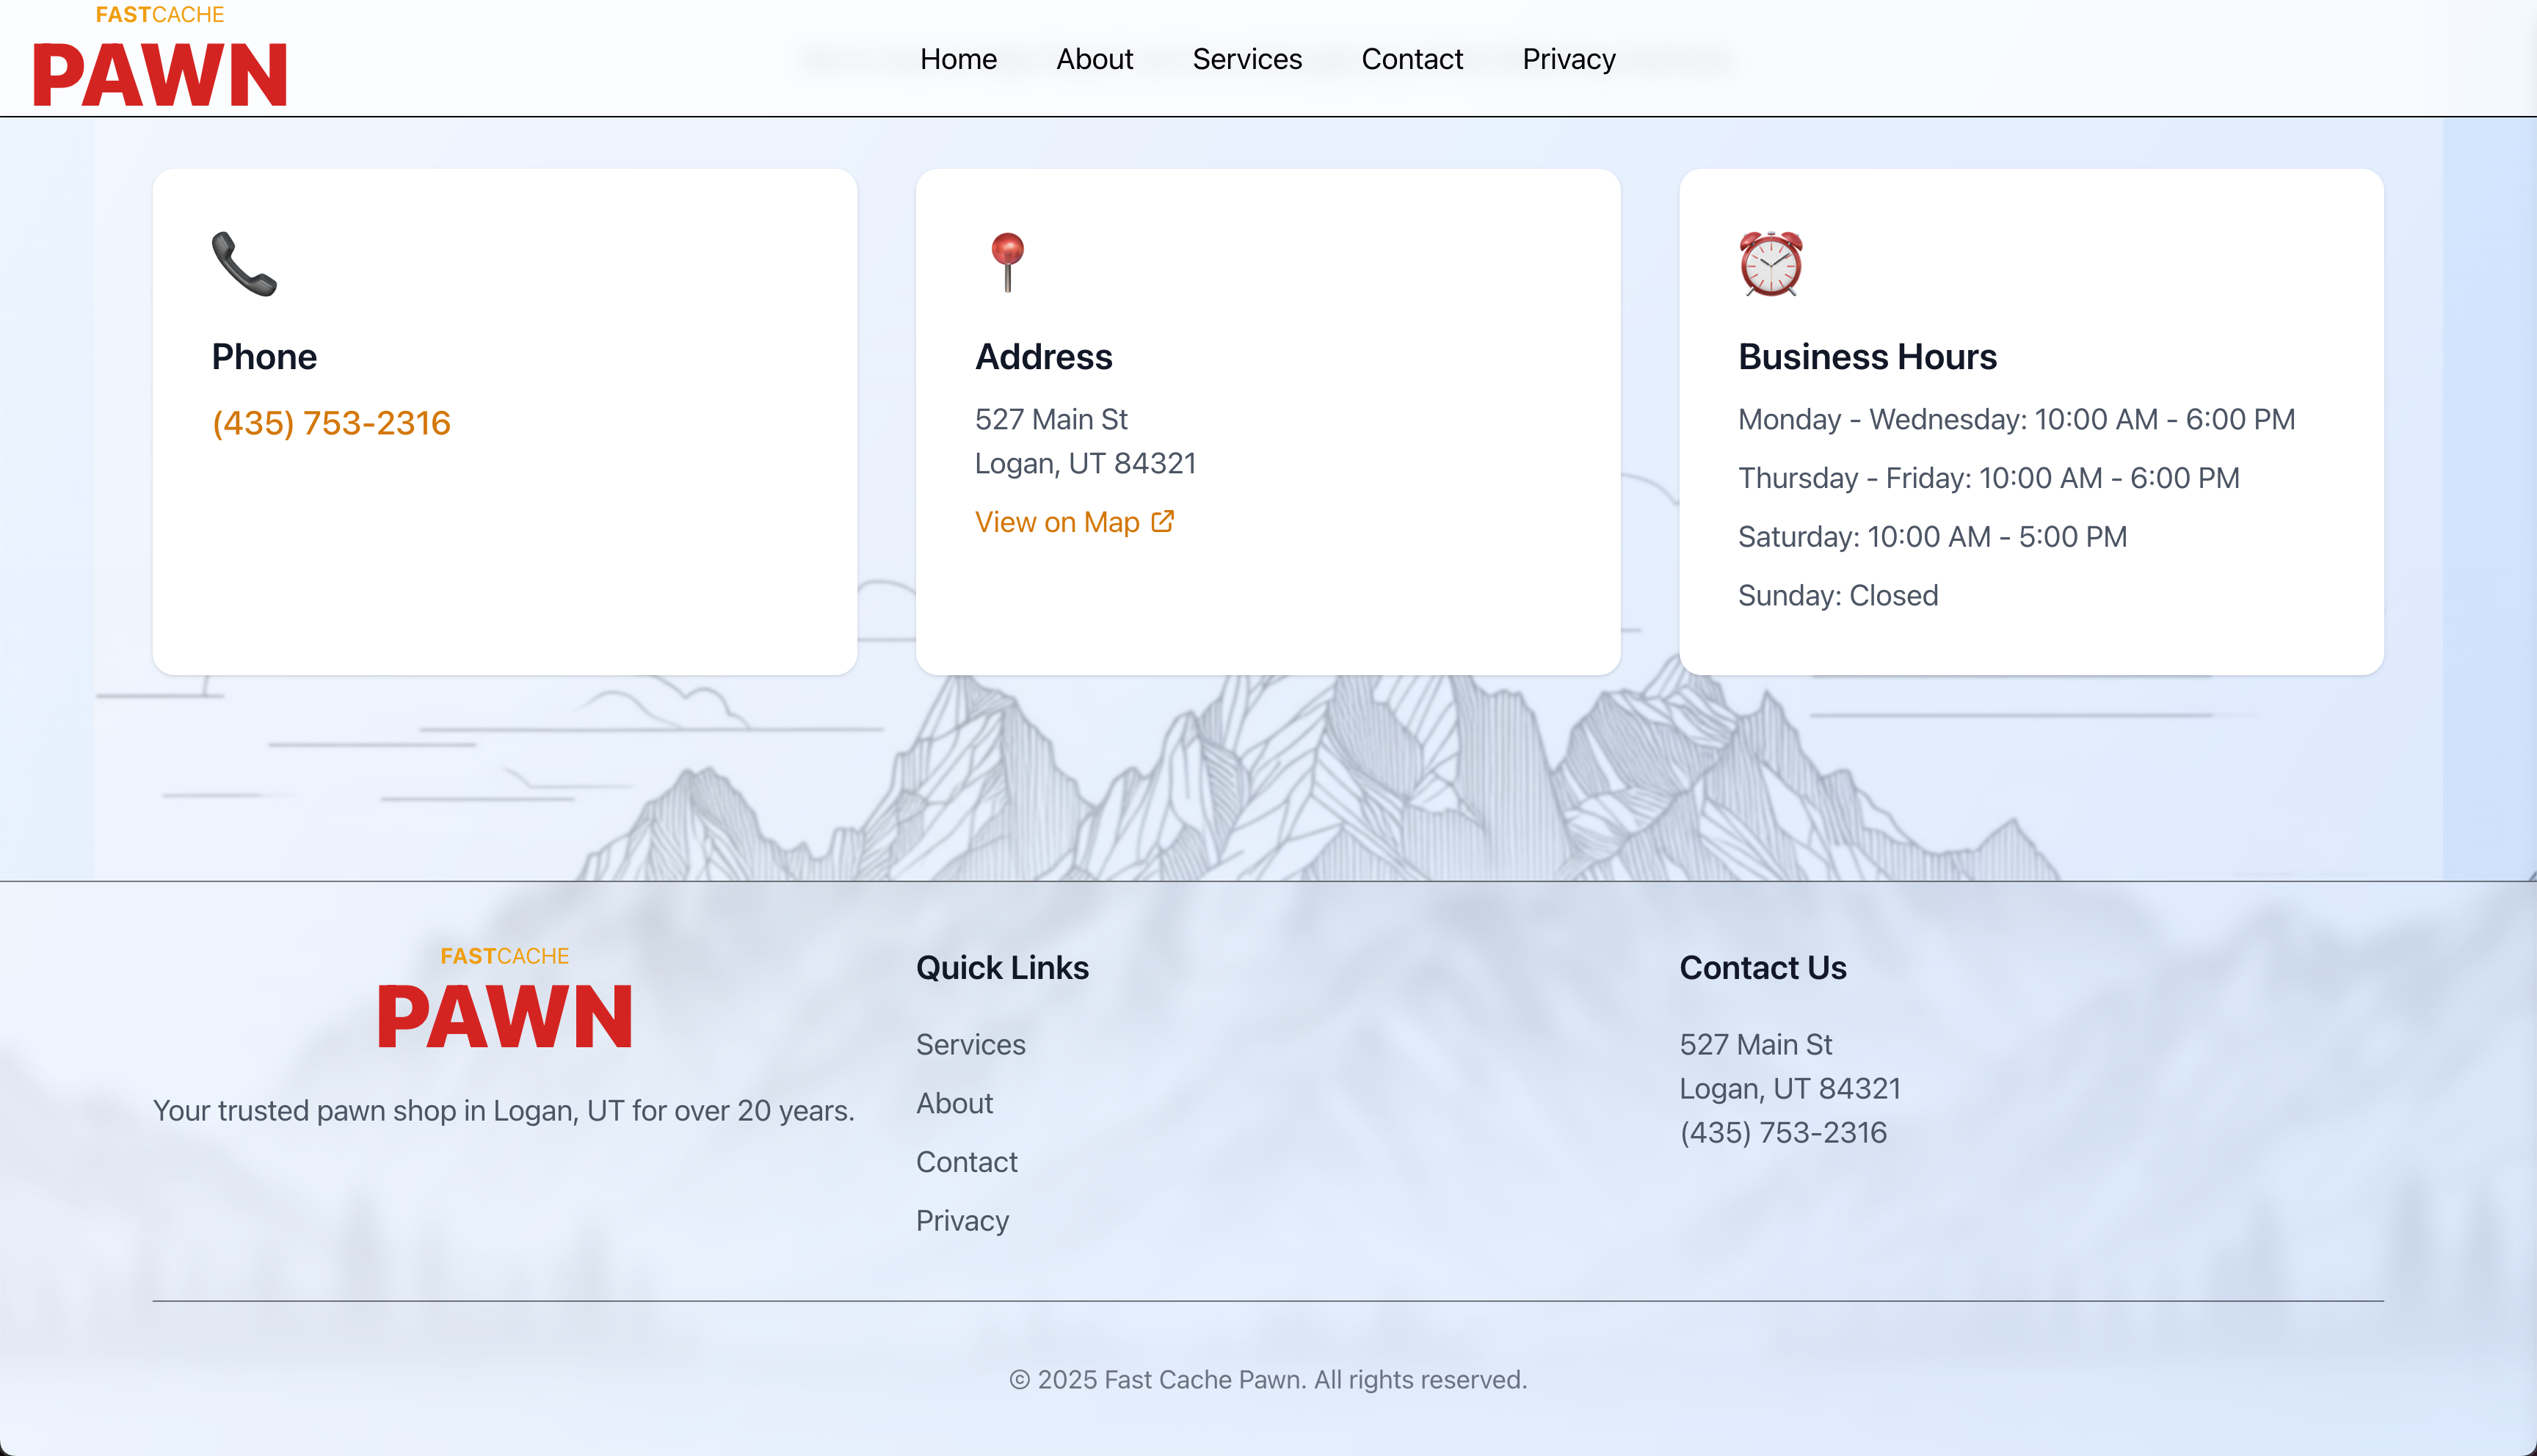 FASTCACHE
PAWN
Home About Services Contact Privacy
Phone
(435) 753-2316
Address
527 Main St
Logan, UT 84321
View on Map
Business Hours
Monday - Wednesday: 10:00 AM - 6:00 PM
Thursday - Friday: 10:00 AM - 6:00 PM
Saturday: 10:00 AM - 5:00 PM
Sunday: Closed
FASTCACHE
PAWN
Your trusted pawn shop in Logan, UT for over 20 years.
Quick Links
Services
About
Contact
Privacy
Contact Us
527 Main St
Logan, UT 84321
(435) 753-2316
© 2025 Fast Cache Pawn. All rights reserved.